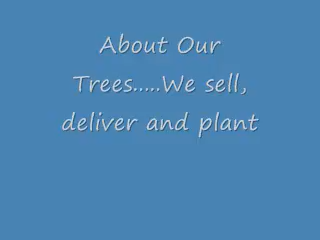 About Our
Trees.....We sell,
deliver and plant